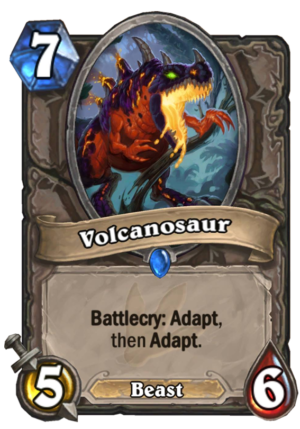 7
Volcanosaur
Battlecry: Adapt,
then Adapt.
5
Beast
6